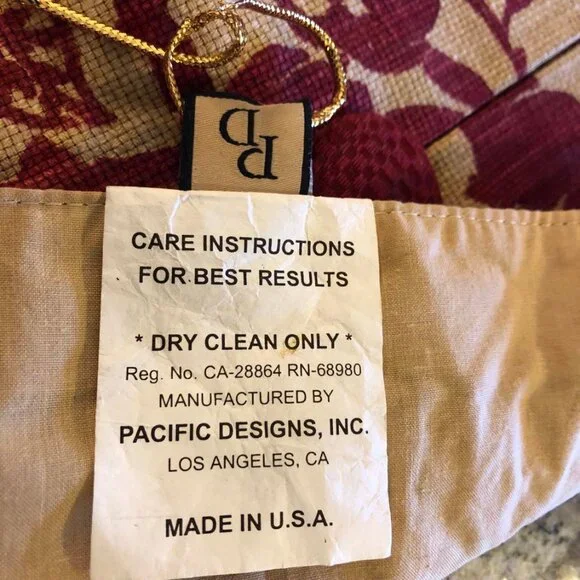 PD
CARE INSTRUCTIONS
FOR BEST RESULTS
* DRY CLEAN ONLY *
Reg. No. CA-28864 RN-68980
MANUFACTURED BY
PACIFIC DESIGNS, INC.
LOS ANGELES, CA
MADE IN U.S.A.